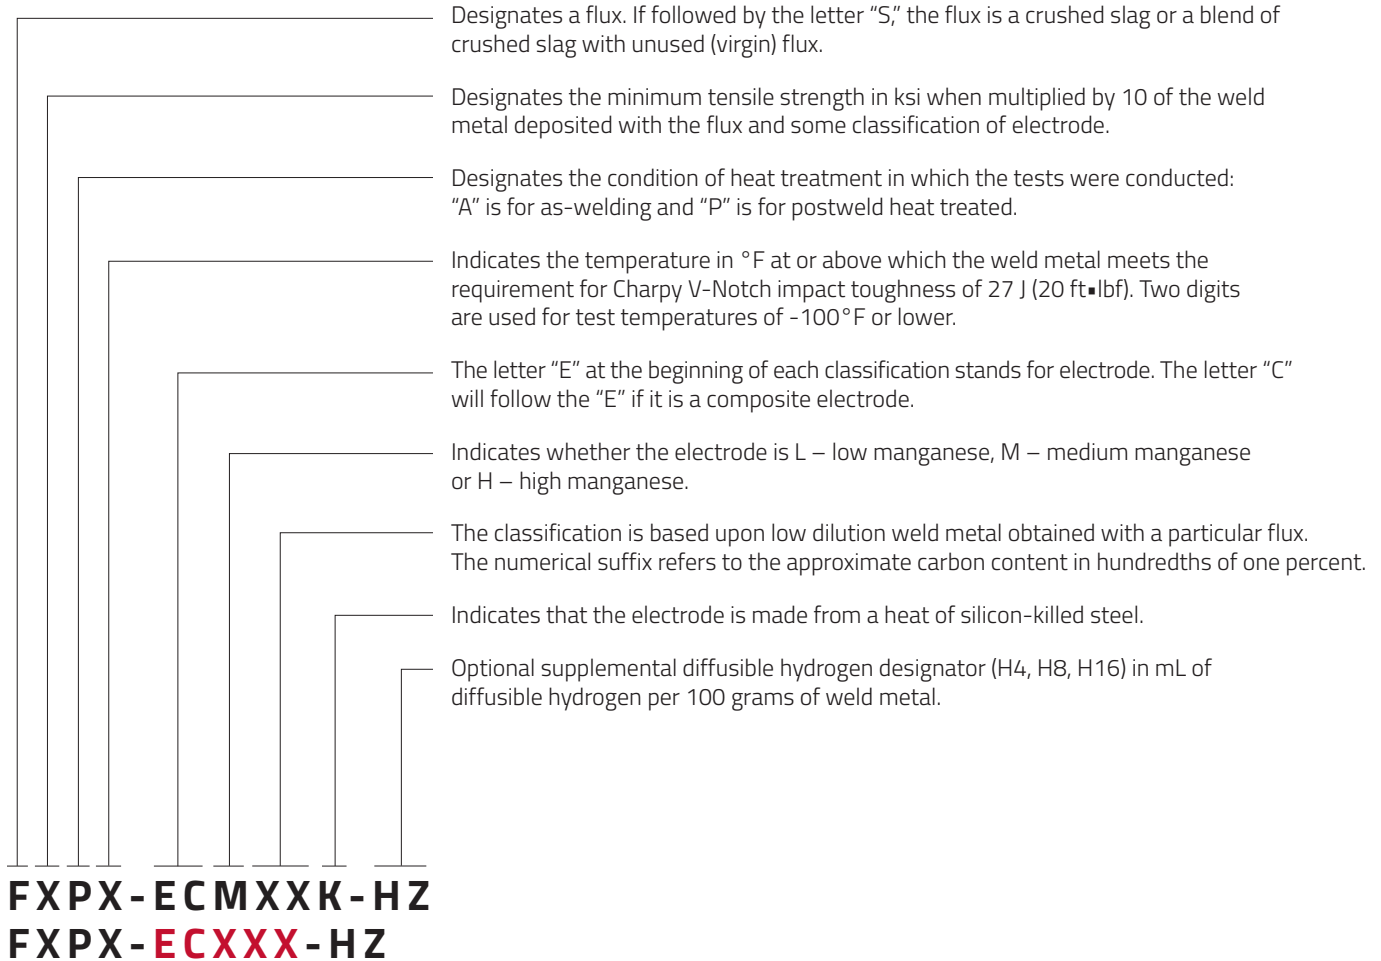 Designates a flux. If followed by the letter “S,” the flux is a crushed slag or a blend of
crushed slag with unused (virgin) flux.
Designates the minimum tensile strength in ksi when multiplied by 10 of the weld
metal deposited with the flux and some classification of electrode.
Designates the condition of heat treatment in which the tests were conducted:
“A” is for as-welding and “P” is for postweld heat treated.
Indicates the temperature in °F at or above which the weld metal meets the
requirement for Charpy V-Notch impact toughness of 27 J (20 ft▪lbf). Two digits
are used for test temperatures of -100°F or lower.
The letter “E” at the beginning of each classification stands for electrode. The letter “C”
will follow the “E” if it is a composite electrode.
Indicates whether the electrode is L – low manganese, M – medium manganese
or H – high manganese.
The classification is based upon low dilution weld metal obtained with a particular flux.
The numerical suffix refers to the approximate carbon content in hundredths of one percent.
Indicates that the electrode is made from a heat of silicon-killed steel.
Optional supplemental diffusible hydrogen designator (H4, H8, H16) in mL of
diffusible hydrogen per 100 grams of weld metal.
FXPX-ECMXXK-HZ
FXPX-ECXXX-HZ